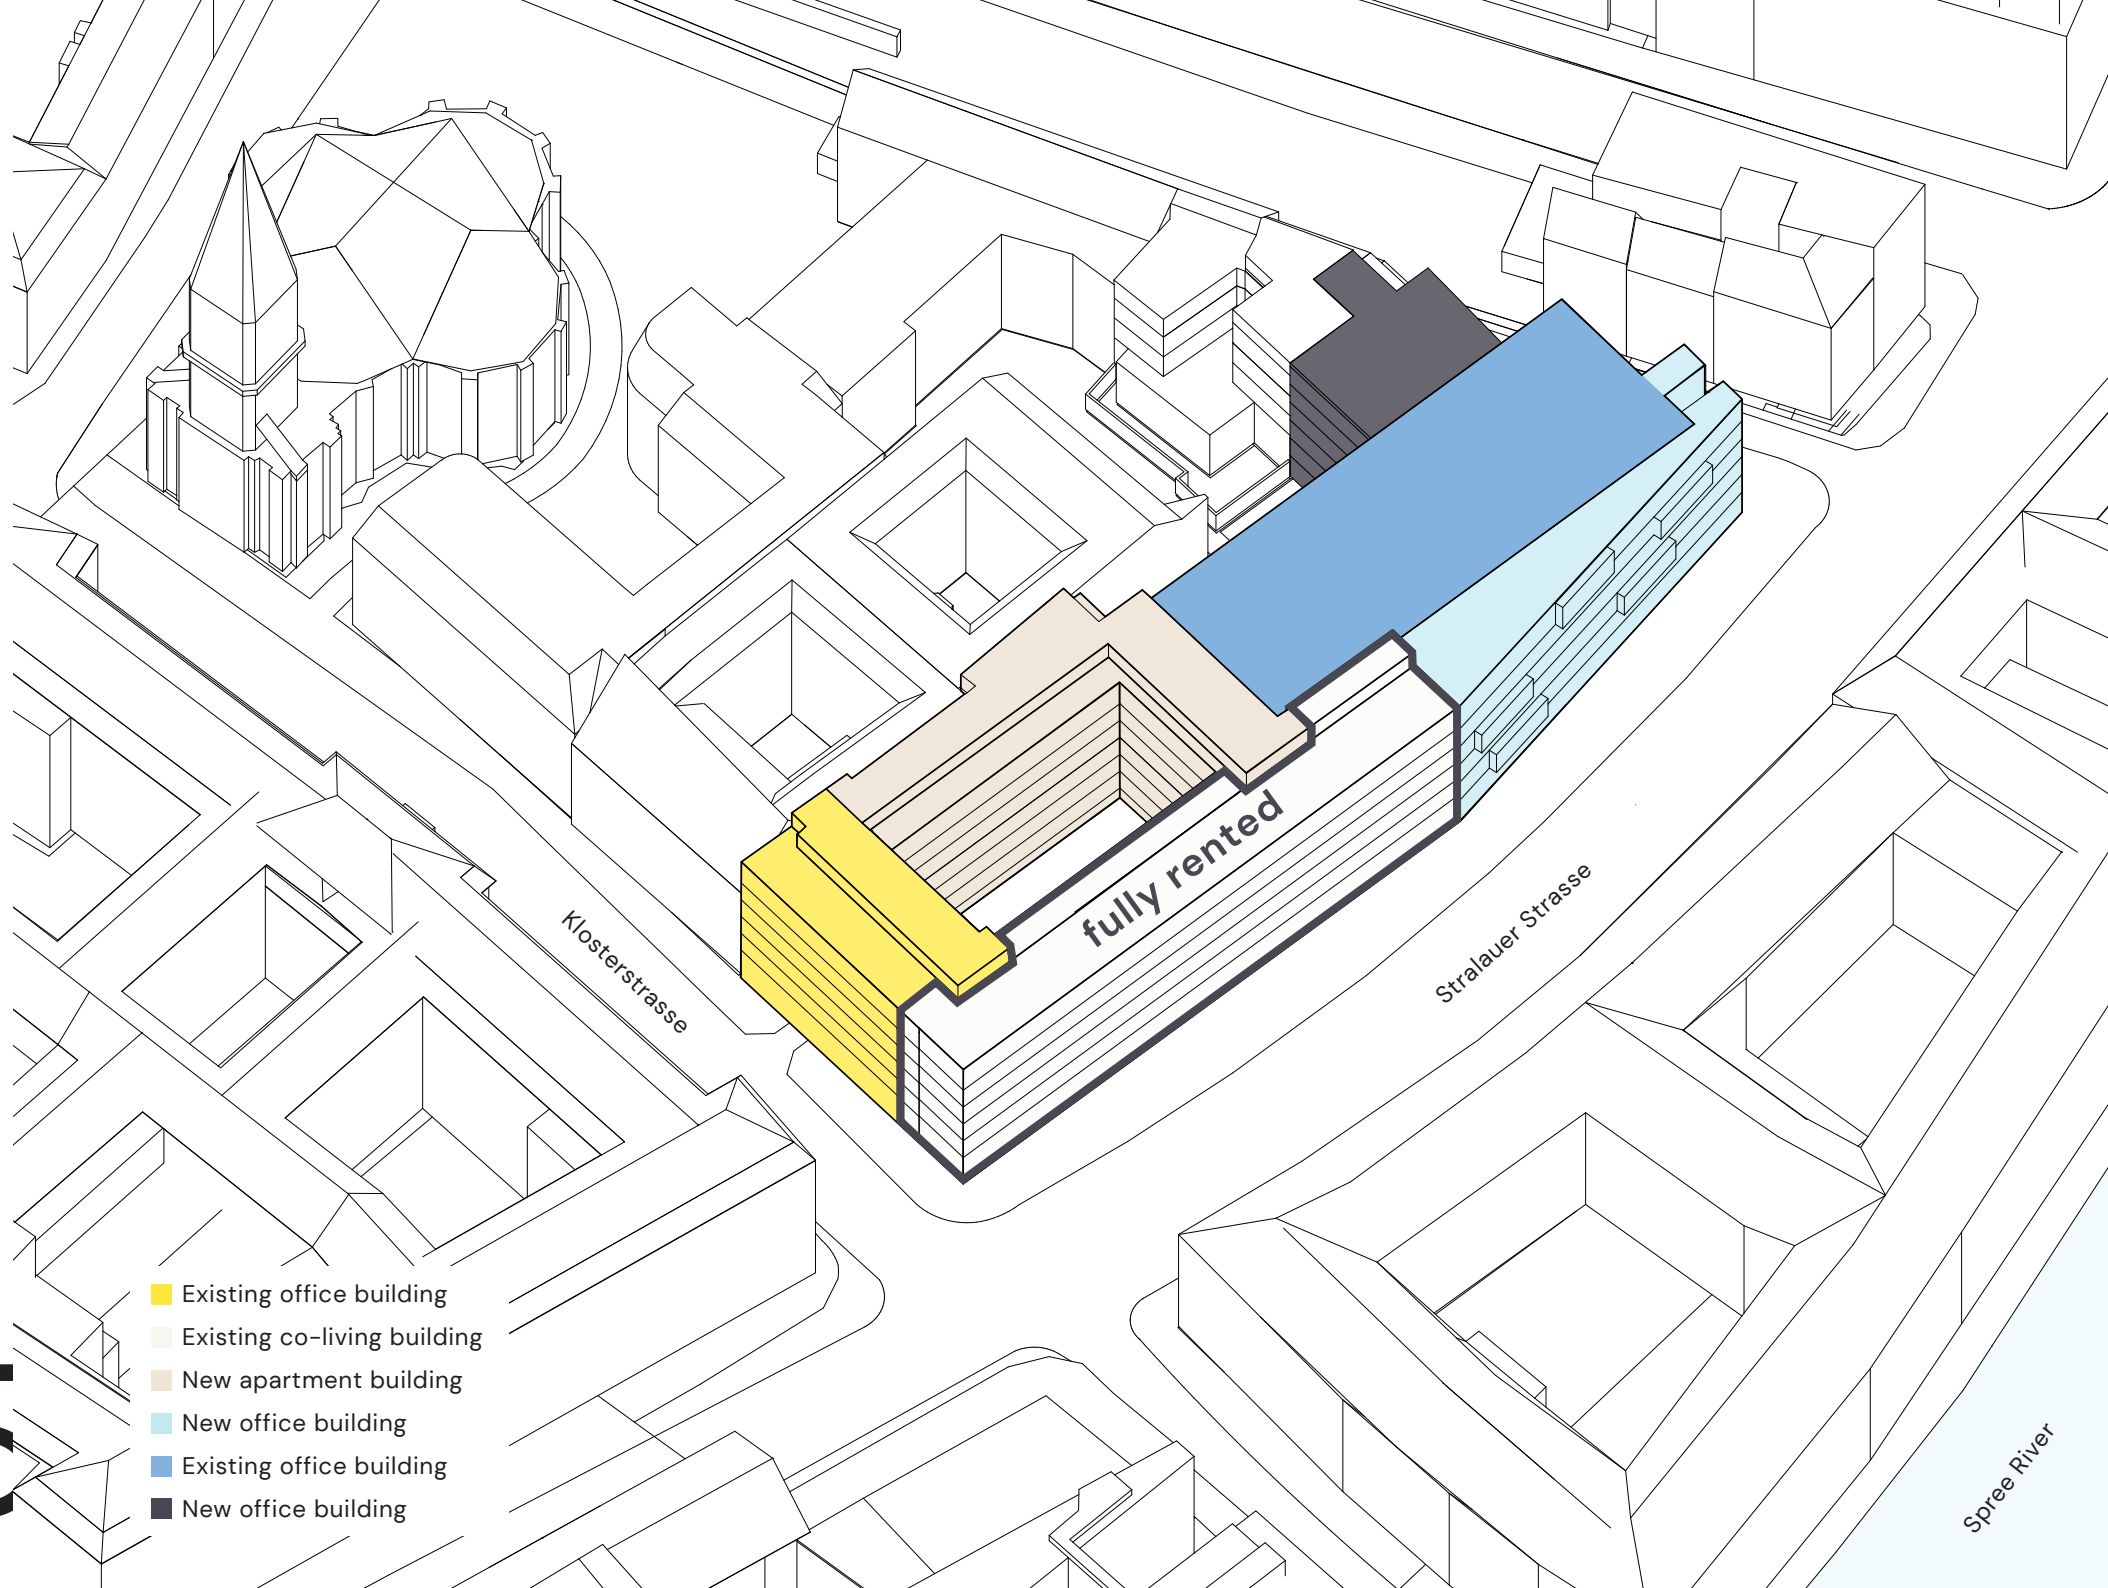 fully rented
Klosterstrasse
Stralauer Strasse
Existing office building
Existing co-living building
New apartment building
New office building
Existing office building
New office building
Spree River